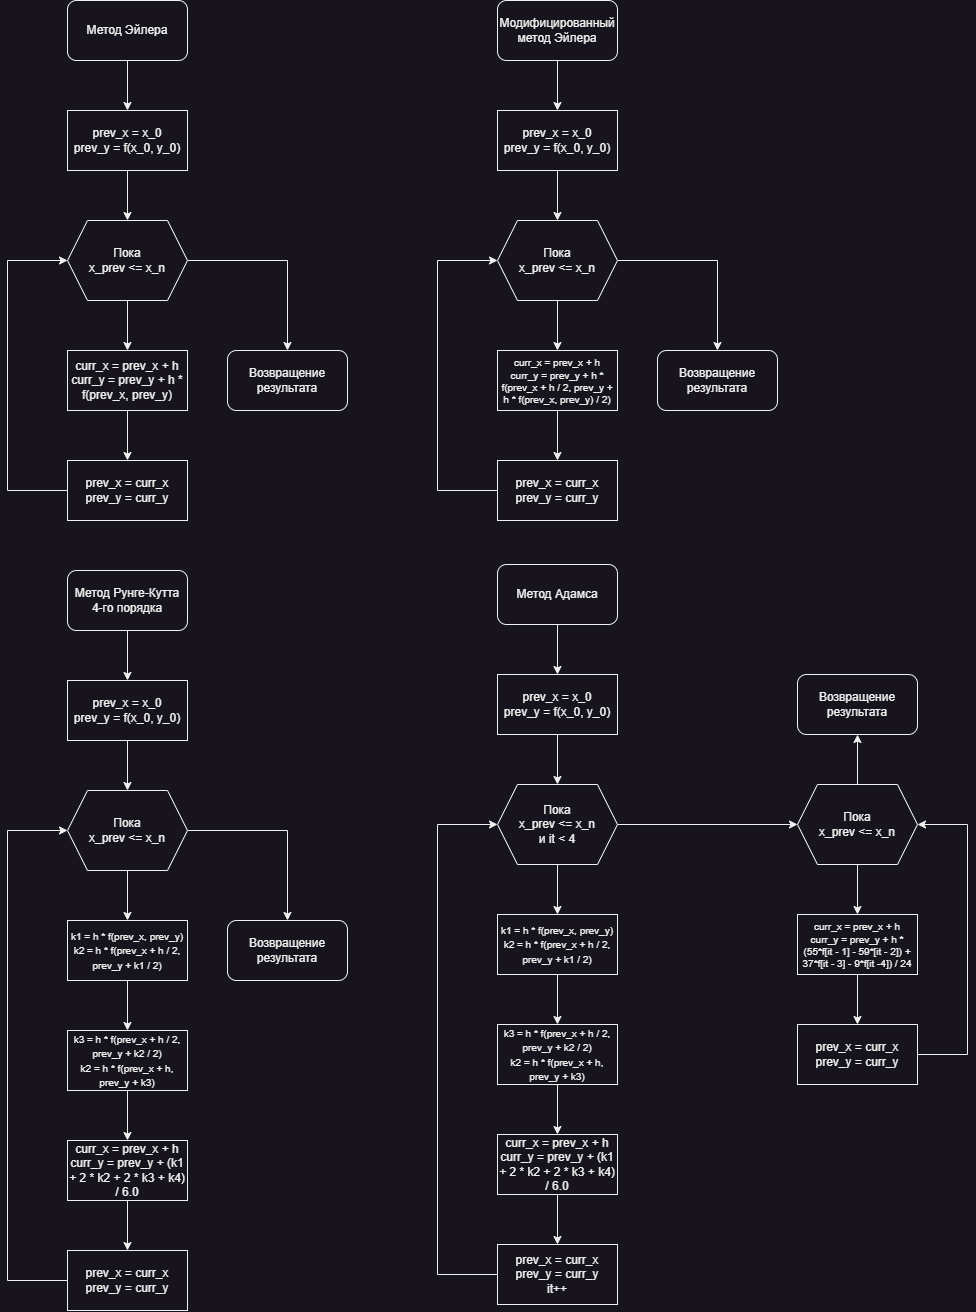 Метод Эйлера
prev_x = x_0
prev_y = f(x_0, y_0)
Пока
x_prev <= x_n
curr_x = prev_x + h
curr_y = prev_y + h *
f(prev_x, prev_y)
Возвращение
результата
prev_x = curr_x
prev_y = curr_y
Модифицированный
метод Эйлера
prev_x = x_0
prev_y = f(x_0, y_0)
Пока
x_prev <= x_n
curr_x = prev_x + h
curr_y = prev_y + h *
f(prev_x + h / 2, prev_y +
h * f(prev_x, prev_y) / 2)
Возвращение
результата
prev_x = curr_x
prev_y = curr_y
Метод Рунге-Кутта
4-го порядка
prev_x = x_0
prev_y = f(x_0, y_0)
Пока
x_prev <= x_n
k1 = h * f(prev_x, prev_y)
k2 = h * f(prev_x + h / 2,
prev_y + k1 / 2)
Возвращение
результата
k3 = h * f(prev_x + h / 2,
prev_y + k2 / 2)
k2 = h * f(prev_x + h,
prev_y + k3)
curr_x = prev_x + h
curr_y = prev_y + (k1
+ 2 * k2 + 2 * k3 + k4)
/ 6.0
prev_x = curr_x
prev_y = curr_y
Метод Адамса
prev_x = x_0
prev_y = f(x_0, y_0)
Пока
x_prev <= x_n
и it < 4
k1 = h * f(prev_x, prev_y)
k2 = h * f(prev_x + h / 2,
prev_y + k1 / 2)
k3 = h * f(prev_x + h / 2,
prev_y + k2 / 2)
k2 = h * f(prev_x + h,
prev_y + k3)
curr_x = prev_x + h
curr_y = prev_y + (k1
+ 2 * k2 + 2 * k3 + k4)
/ 6.0
prev_x = curr_x
prev_y = curr_y
it++
Возвращение
результата
Пока
x_prev <= x_n
curr_x = prev_x + h
curr_y = prev_y + h *
(55*f[it - 1] - 59*[it - 2]) +
37*f[it - 3] - 9*f[it -4]) / 24
prev_x = curr_x
prev_y = curr_y